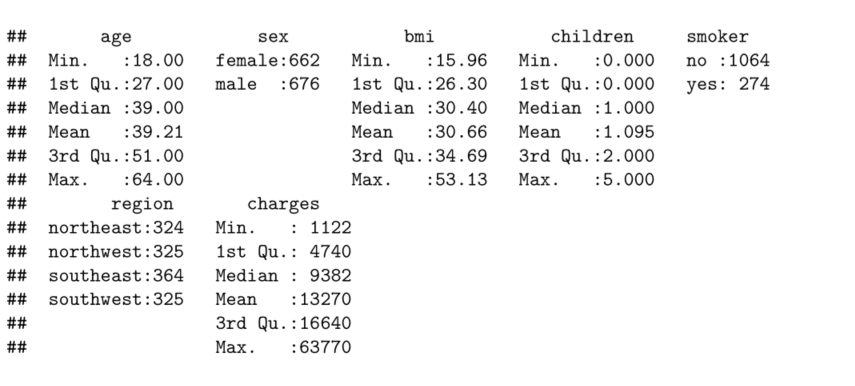 ##       age            sex           bmi           children     smoker
##  Min.   :18.00   female:662   Min.   :15.96   Min.   :0.000   no :1064
##  1st Qu.:27.00   male  :676   1st Qu.:26.30   1st Qu.:0.000   yes: 274
##  Median :39.00                Median :30.40   Median :1.000
##  Mean   :39.21                Mean   :30.66   Mean   :1.095
##  3rd Qu.:51.00                3rd Qu.:34.69   3rd Qu.:2.000
##  Max.   :64.00                Max.   :53.13   Max.   :5.000
##        region       charges
##  northeast:324   Min.   : 1122
##  northwest:325   1st Qu.: 4740
##  southeast:364   Median : 9382
##  southwest:325   Mean   :13270
##                  3rd Qu.:16640
##                  Max.   :63770